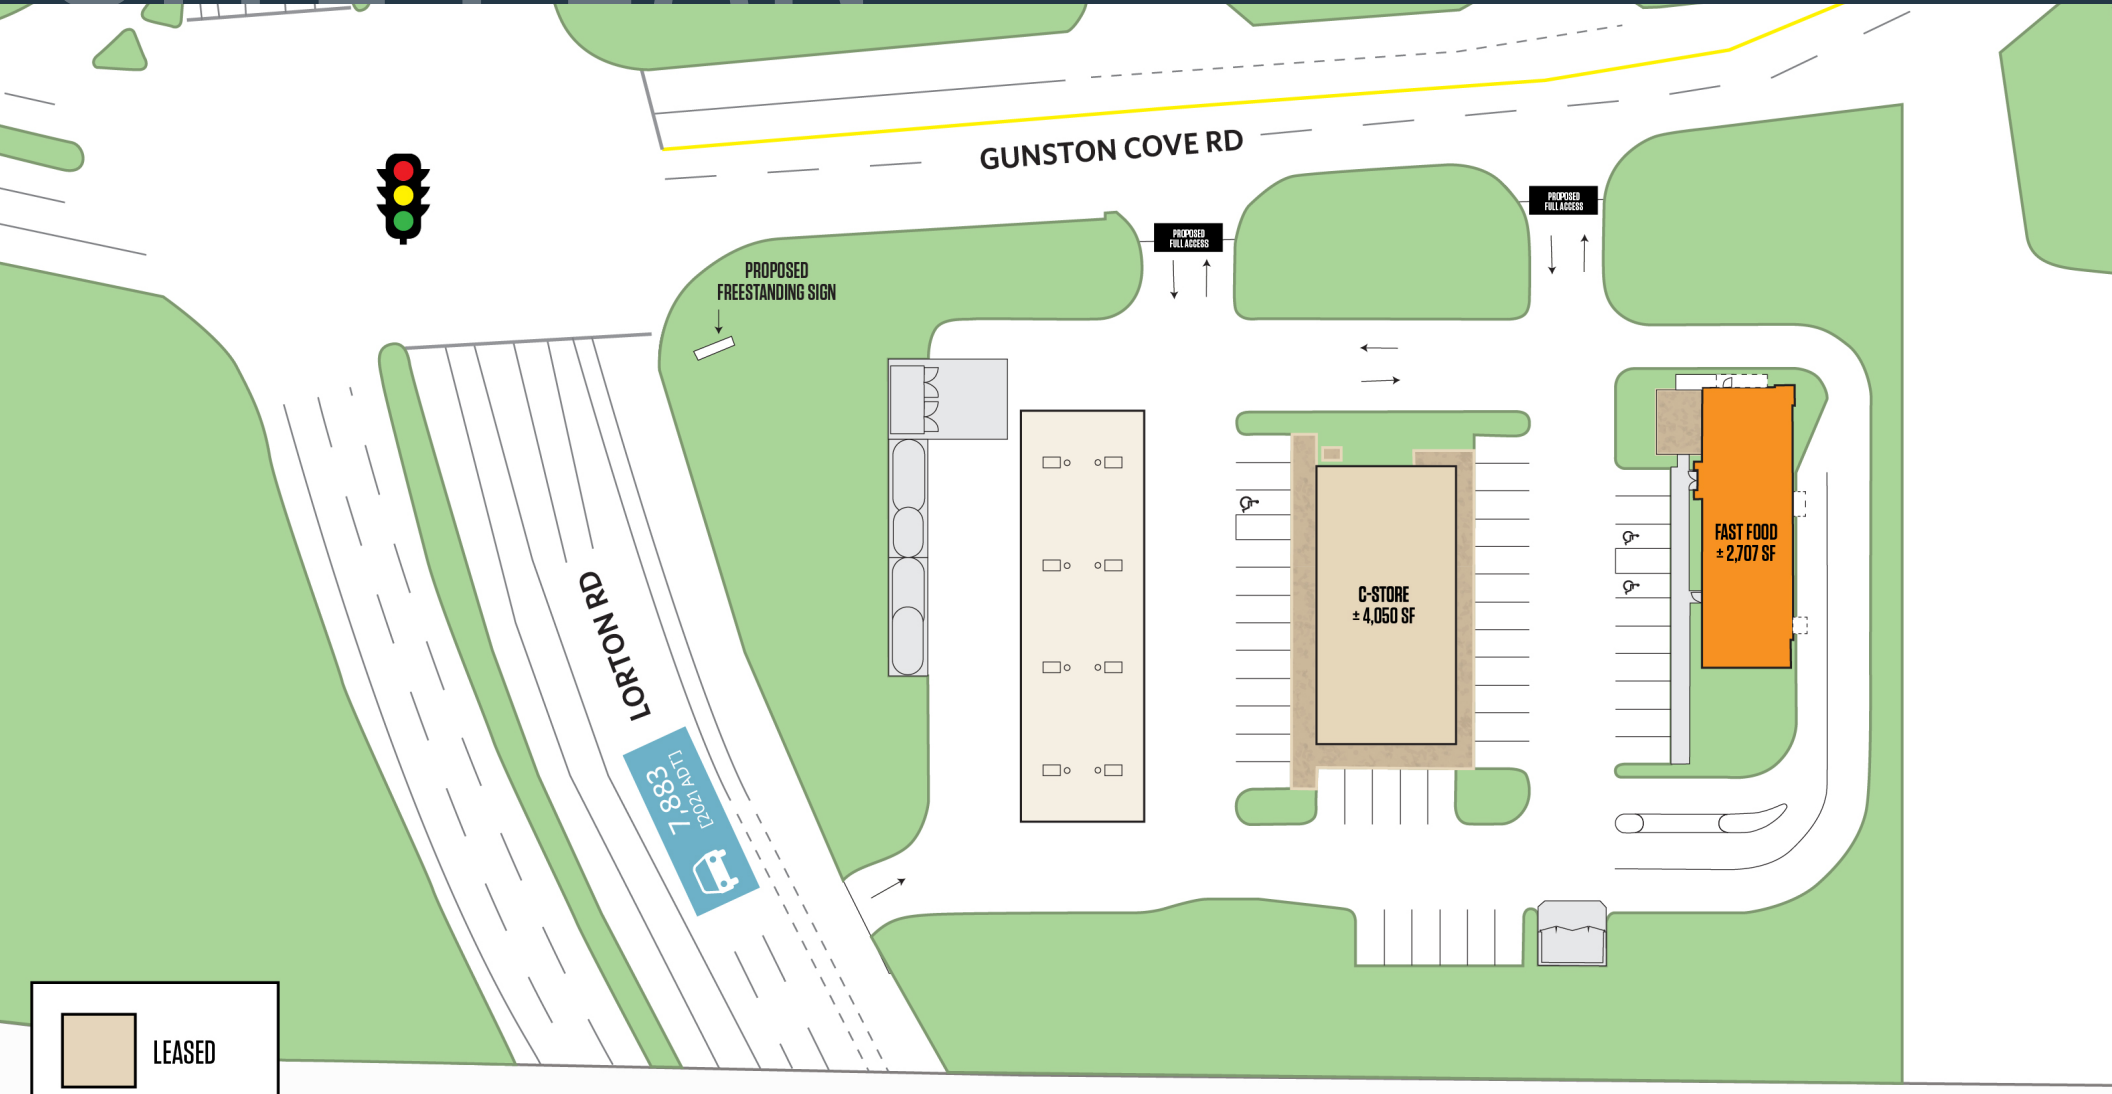 GUNSTON COVE RD
PROPOSED
FULL ACCESS
PROPOSED
FULL ACCESS
PROPOSED
FREESTANDING SIGN
FAST FOOD
± 2,707 SF
C-STORE
± 4,050 SF
LORTON RD
7,883
[2021 ADT]
LEASED